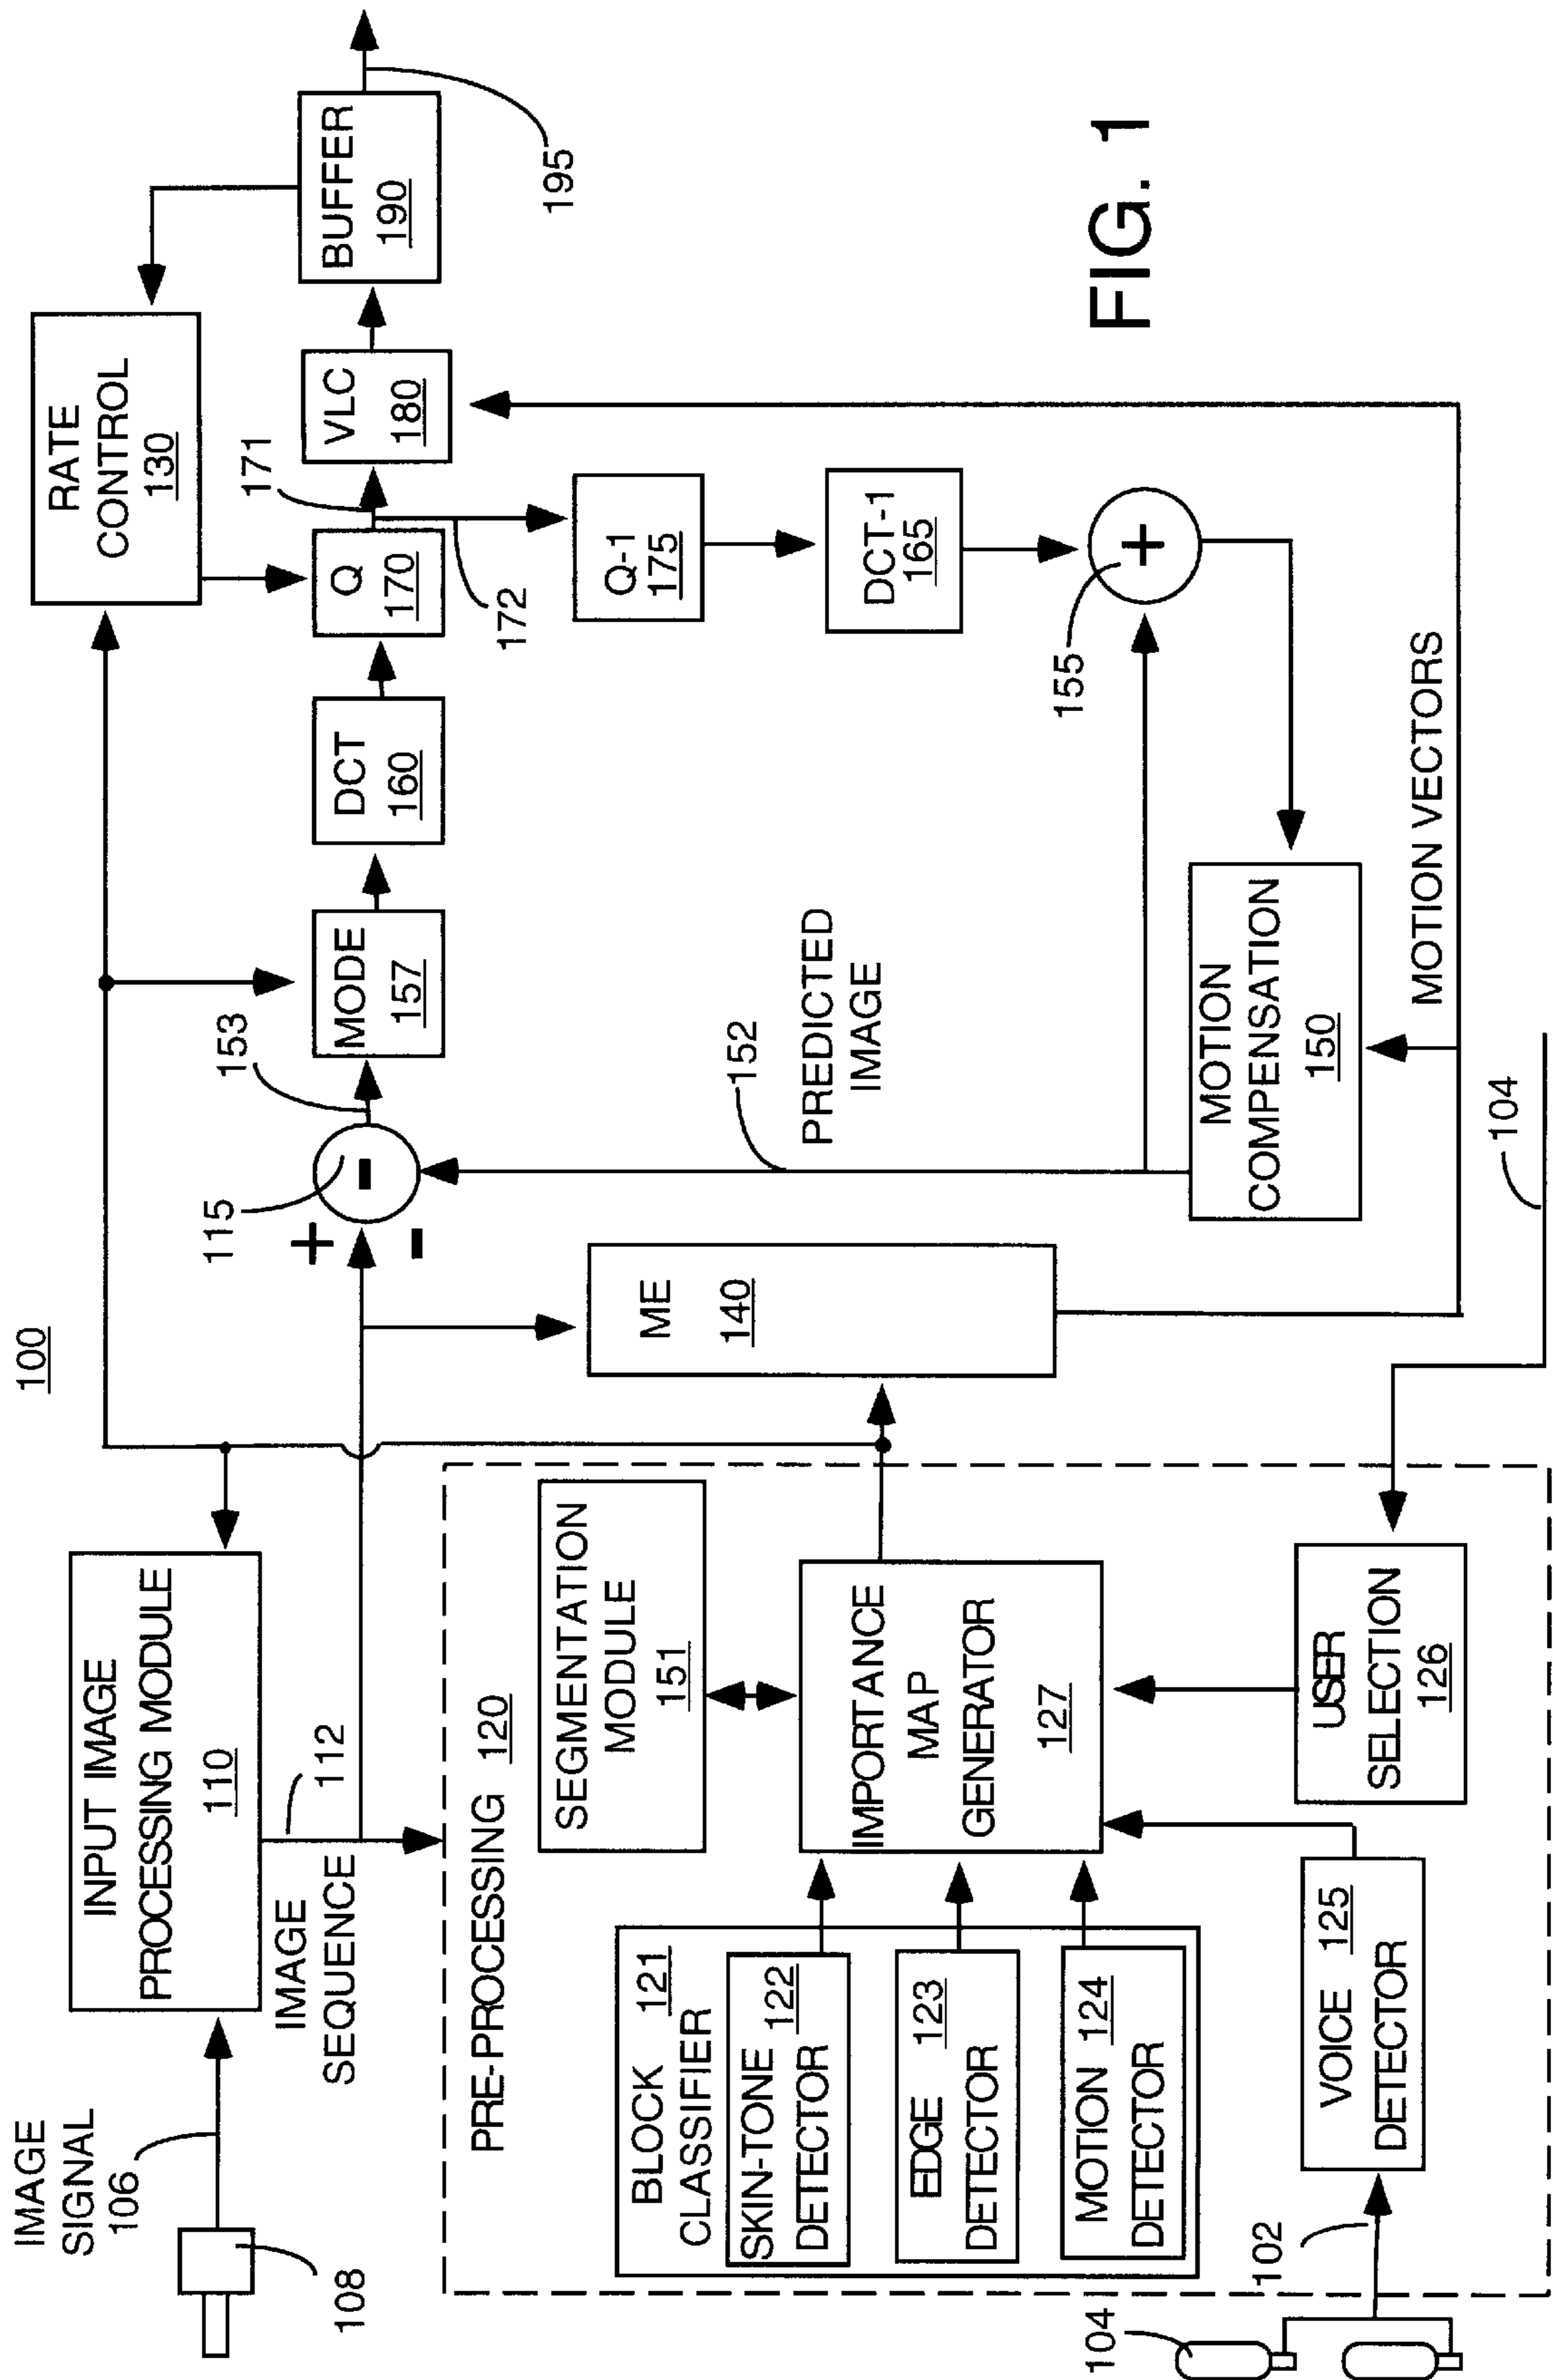 100
IMAGE
SIGNAL
106
108
INPUT IMAGE
PROCESSING MODULE
110
IMAGE
SEQUENCE
112
115
+
-
-
153
MODE
157
DCT
160
Q
170
171
172
RATE
CONTROL
130
VLC
180
BUFFER
190
195
Q-1
175
DCT-1
165
+
155
152
PREDICTED
IMAGE
MOTION
COMPENSATION
150
MOTION VECTORS
ME
140
PRE-PROCESSING 120
SEGMENTATION
MODULE
151
IMPORTANCE
MAP
GENERATOR
127
BLOCK 121
CLASSIFIER
SKIN-TONE 122
DETECTOR
EDGE 123
DETECTOR
MOTION 124
DETECTOR
VOICE 125
DETECTOR
USER
SELECTION
126
104
102
104
FIG. 1